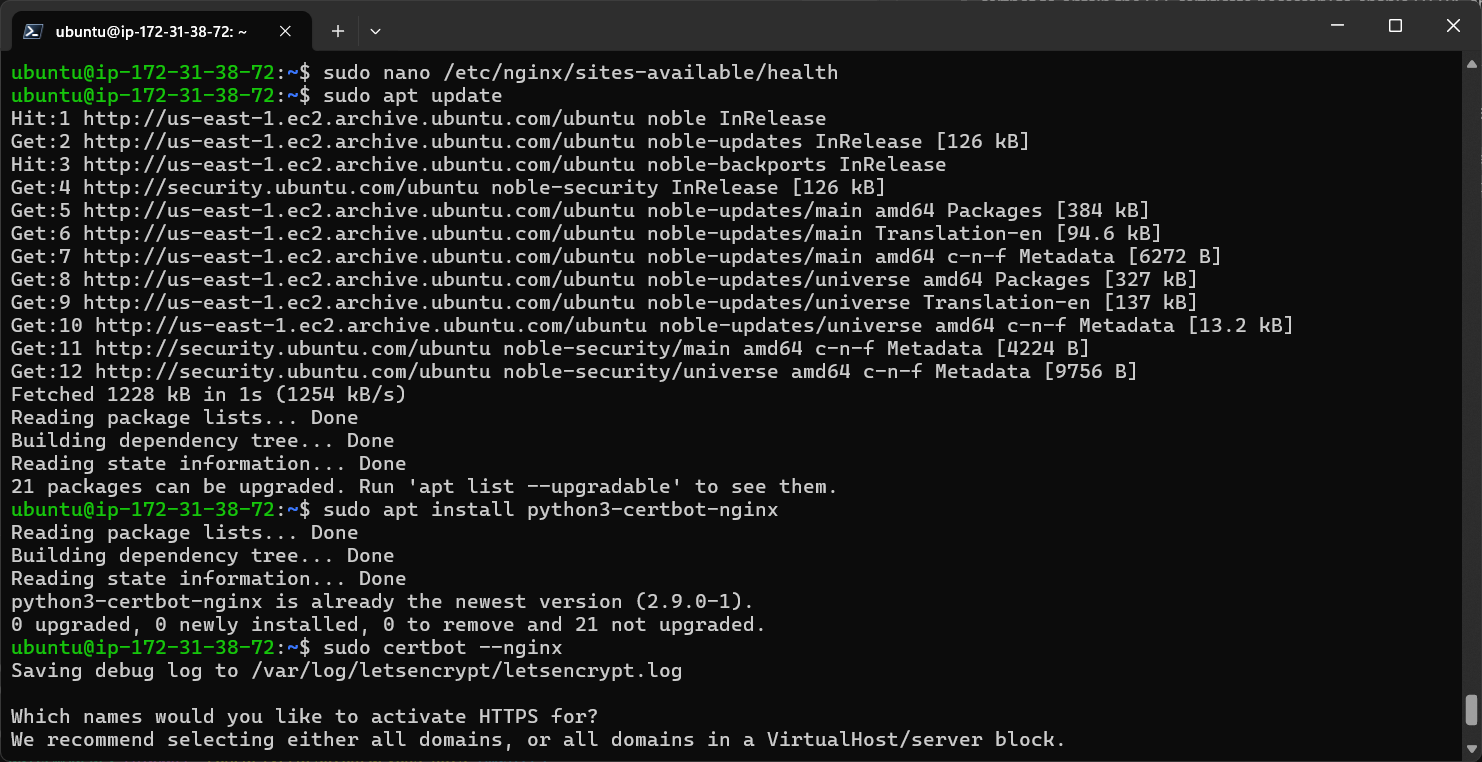 ubuntu@ip-172-31-38-72: ~
ubuntu@ip-172-31-38-72:~$ sudo nano /etc/nginx/sites-available/health
ubuntu@ip-172-31-38-72:~$ sudo apt update
Hit:1 http://us-east-1.ec2.archive.ubuntu.com/ubuntu noble InRelease
Get:2 http://us-east-1.ec2.archive.ubuntu.com/ubuntu noble-updates InRelease [126 kB]
Hit:3 http://us-east-1.ec2.archive.ubuntu.com/ubuntu noble-backports InRelease
Get:4 http://security.ubuntu.com/ubuntu noble-security InRelease [126 kB]
Get:5 http://us-east-1.ec2.archive.ubuntu.com/ubuntu noble-updates/main amd64 Packages [384 kB]
Get:6 http://us-east-1.ec2.archive.ubuntu.com/ubuntu noble-updates/main Translation-en [94.6 kB]
Get:7 http://us-east-1.ec2.archive.ubuntu.com/ubuntu noble-updates/main amd64 c-n-f Metadata [6272 B]
Get:8 http://us-east-1.ec2.archive.ubuntu.com/ubuntu noble-updates/universe amd64 Packages [327 kB]
Get:9 http://us-east-1.ec2.archive.ubuntu.com/ubuntu noble-updates/universe Translation-en [137 kB]
Get:10 http://us-east-1.ec2.archive.ubuntu.com/ubuntu noble-updates/universe amd64 c-n-f Metadata [13.2 kB]
Get:11 http://security.ubuntu.com/ubuntu noble-security/main amd64 c-n-f Metadata [4224 B]
Get:12 http://security.ubuntu.com/ubuntu noble-security/universe amd64 c-n-f Metadata [9756 B]
Fetched 1228 kB in 1s (1254 kB/s)
Reading package lists... Done
Building dependency tree... Done
Reading state information... Done
21 packages can be upgraded. Run 'apt list --upgradable' to see them.
ubuntu@ip-172-31-38-72:~$ sudo apt install python3-certbot-nginx
Reading package lists... Done
Building dependency tree... Done
Reading state information... Done
python3-certbot-nginx is already the newest version (2.9.0-1).
0 upgraded, 0 newly installed, 0 to remove and 21 not upgraded.
ubuntu@ip-172-31-38-72:~$ sudo certbot --nginx
Saving debug log to /var/log/letsencrypt/letsencrypt.log
Which names would you like to activate HTTPS for?
We recommend selecting either all domains, or all domains in a VirtualHost/server block.